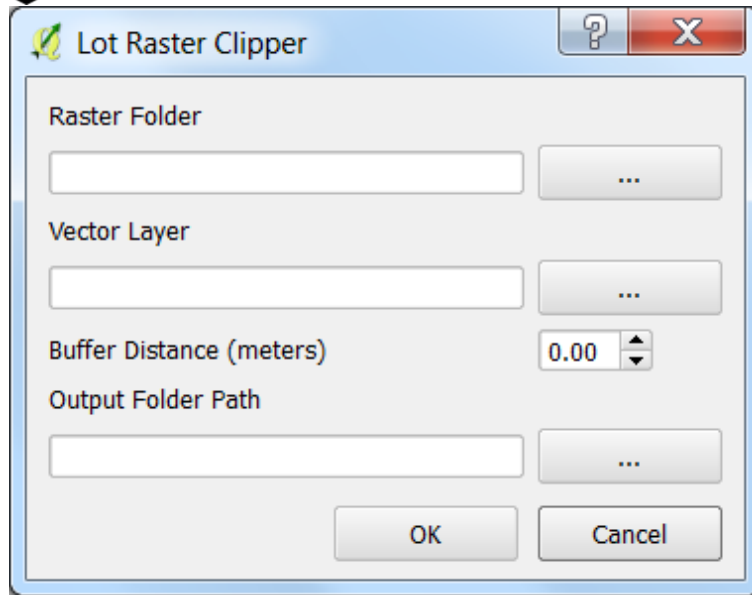 Lot Raster Clipper
Raster Folder
...
Vector Layer
...
Buffer Distance (meters) 0.00
Output Folder Path
...
OK Cancel